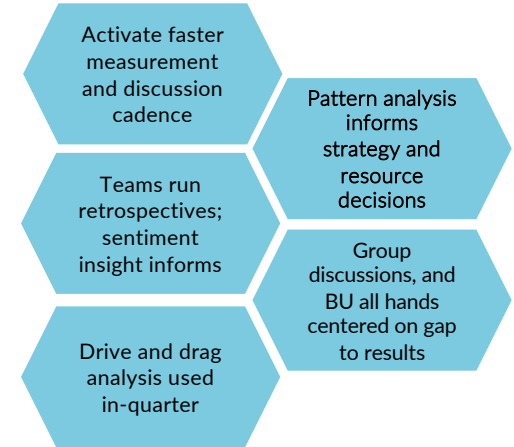 Activate faster
measurement
and discussion
cadence
Pattern analysis
informs
strategy and
resource
decisions
Teams run
retrospectives;
sentiment
insight informs
Group
discussions, and
BU all hands
centered on gap
to results
Drive and drag
analysis used
in-quarter